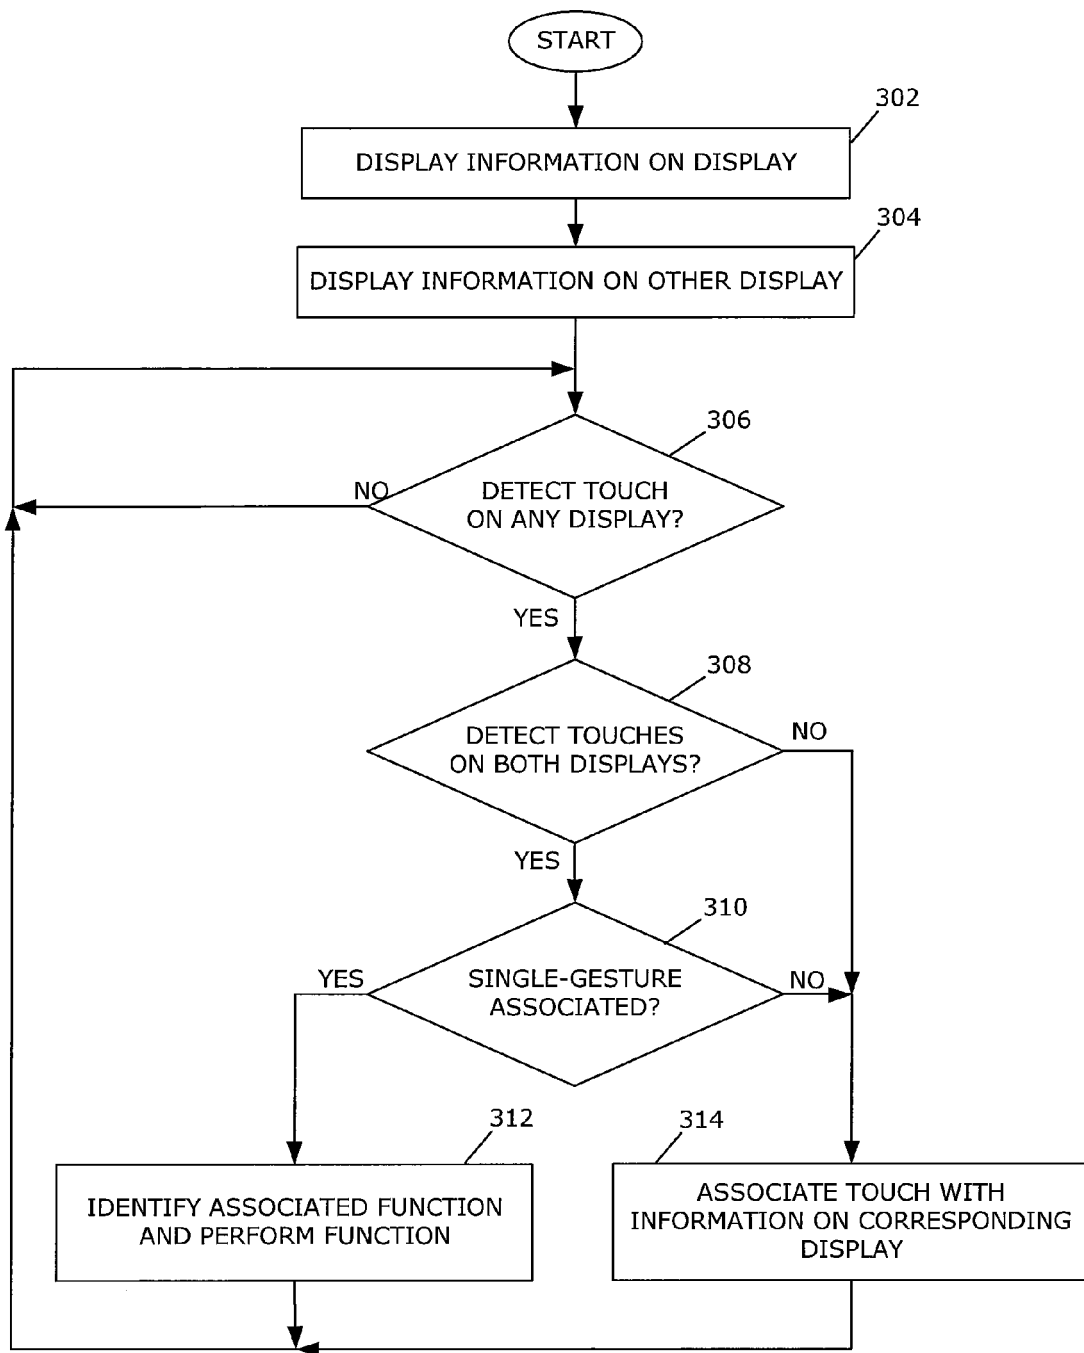 START
302
DISPLAY INFORMATION ON DISPLAY
304
DISPLAY INFORMATION ON OTHER DISPLAY
306
NO
DETECT TOUCH
ON ANY DISPLAY?
YES
308
DETECT TOUCHES
ON BOTH DISPLAYS?
NO
YES
310
YES
SINGLE-GESTURE
ASSOCIATED?
NO
312
IDENTIFY ASSOCIATED FUNCTION
AND PERFORM FUNCTION
314
ASSOCIATE TOUCH WITH
INFORMATION ON CORRESPONDING
DISPLAY